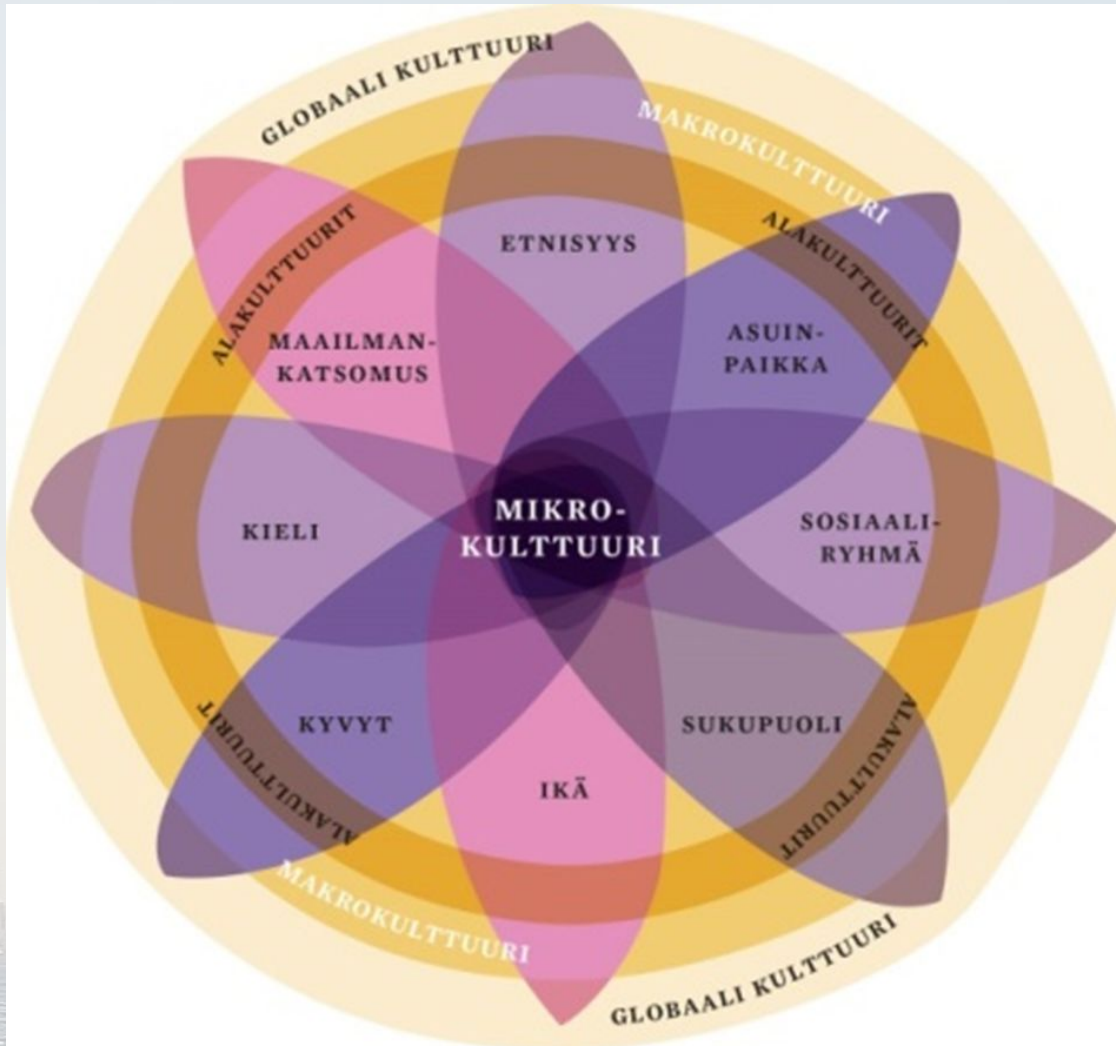 GLOBAALI KULTTUURI
MAKROKULTTUURI
ALAKULTTUURIT
ALAKULTTUURIT
ETNISYYS
MAAILMAN-
KATSOMUS
ASUIN-
PAIKKA
KIELI
MIKRO-
KULTTUURI
SOSIAALI-
RYHMÄ
KYVYT
SUKUPUOLI
IKÄ
ALAKULTTUURIT
ALAKULTTUURIT
MAKROKULTTUURI
GLOBAALI KULTTUURI